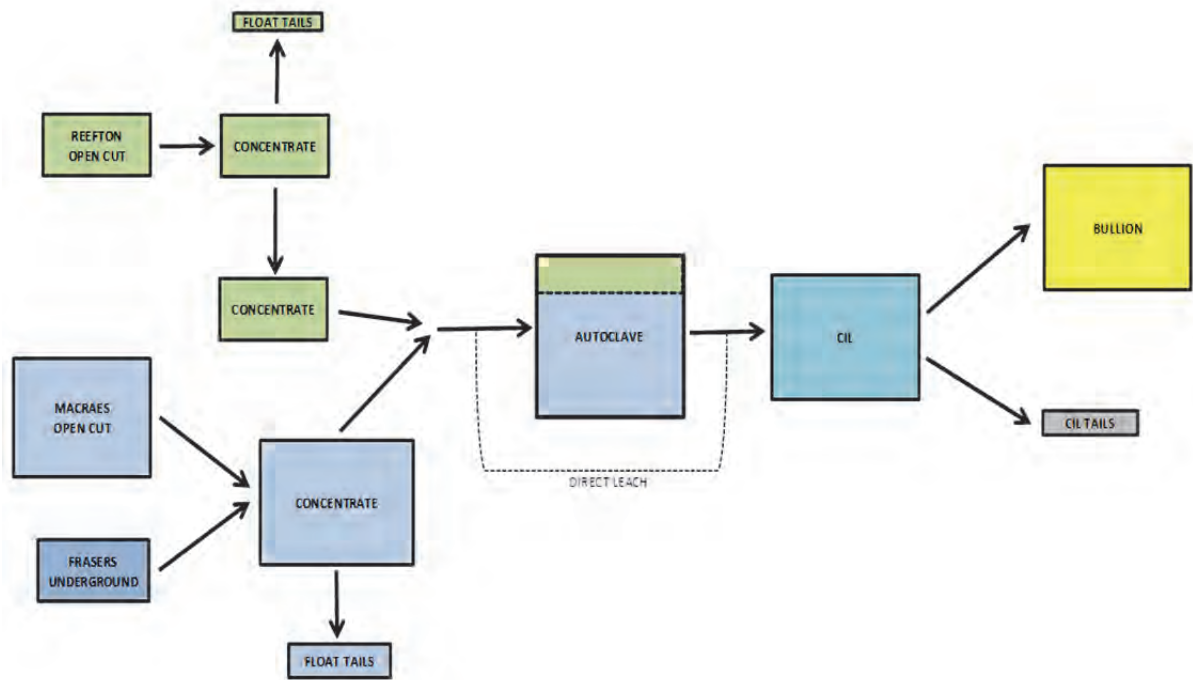 FLOAT TAILS
REEFTON
OPEN CUT
CONCENTRATE
CONCENTRATE
MACRAES
OPEN CUT
FRASERS
UNDERGROUND
CONCENTRATE
FLOAT TAILS
AUTOCLAVE
DIRECT LEACH
CIL
BULLION
CIL TAILS